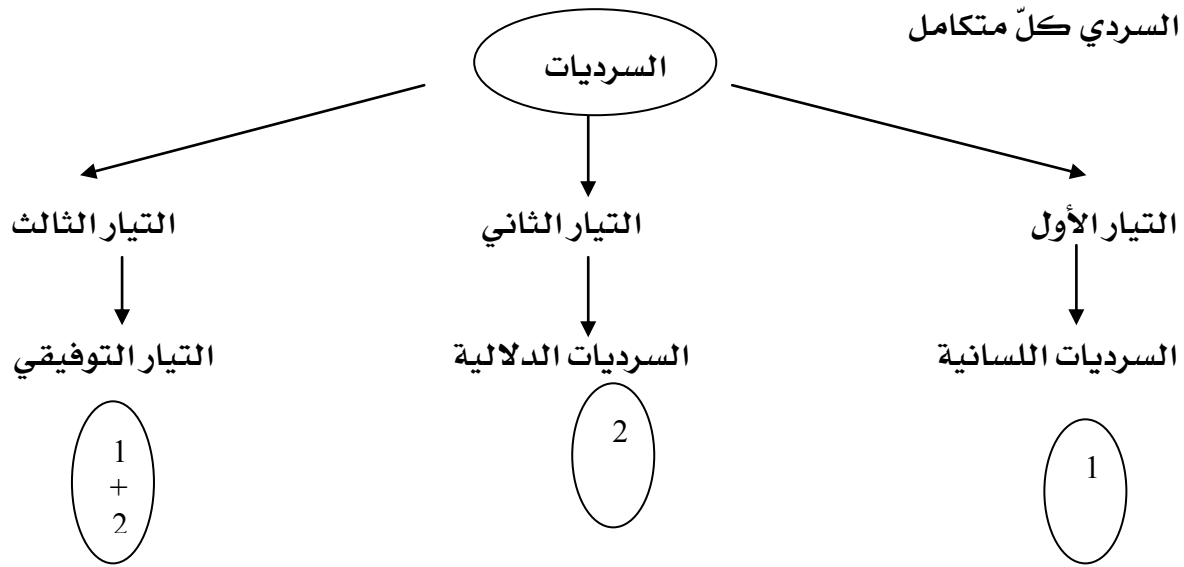 السردي كلّ متكامل
السرديات
التيار الأول
التيار الثاني
التيار الثالث
السرديات اللسانية
السرديات الدلالية
التيار التوفيقي
1
2
1
+
2